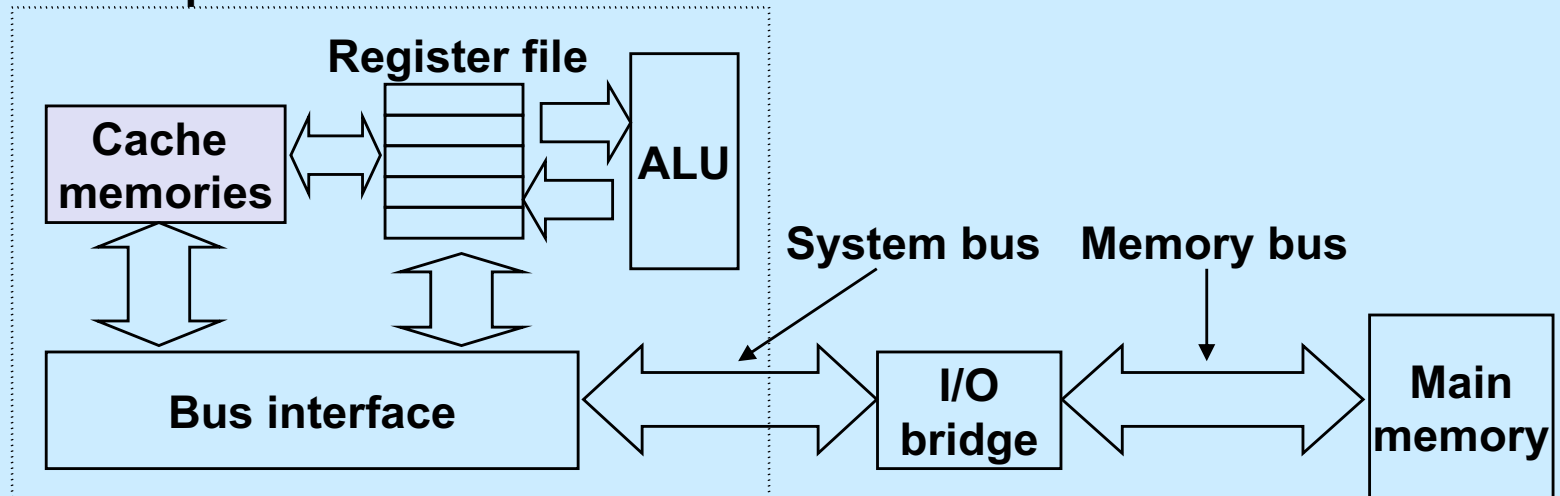 Register file
Cache
memories
ALU
System bus
Memory bus
Bus interface
I/O
bridge
Main
memory